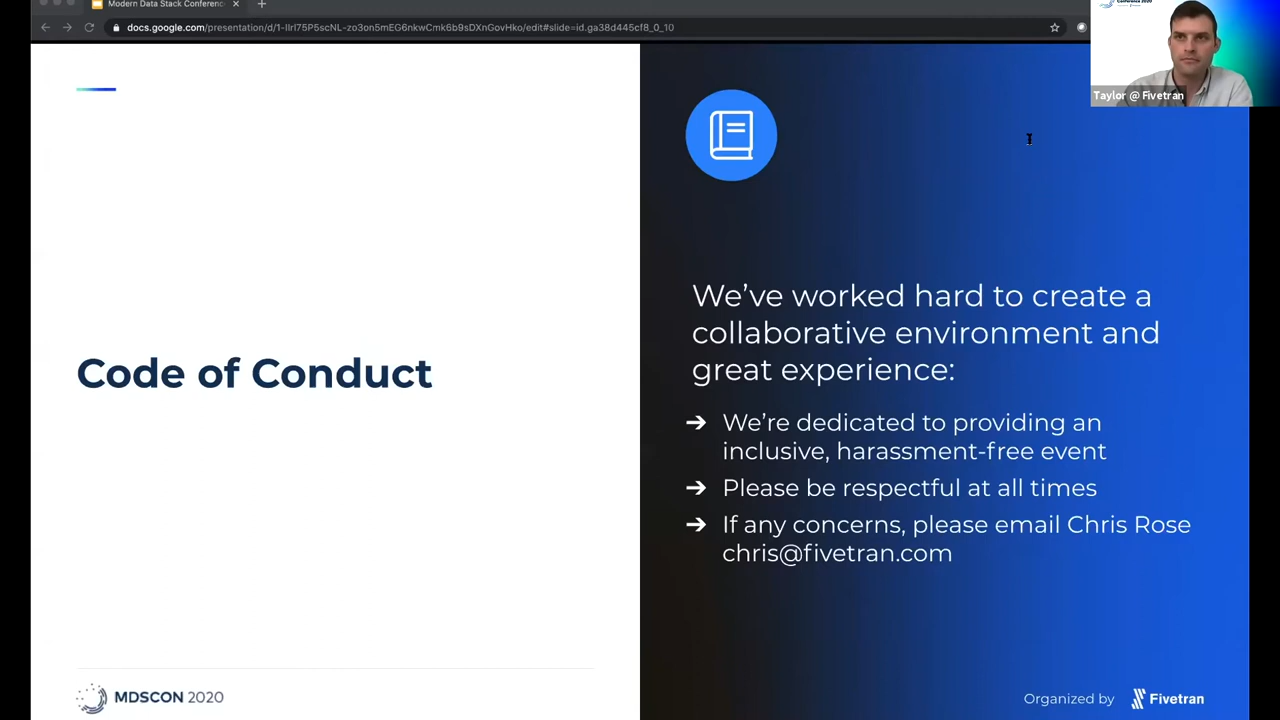 Modern Data Stack Conferenc
docs.google.com/presentation/d/1-IIrI75P5scNL-zo3on5mEG6nkwCmk6b9sDXnGovHko/edit#slide=id.ga38d445cf8_0_10
Taylor @ Fivetran
Code of Conduct
We've worked hard to create a
collaborative environment and
great experience:
➔ We're dedicated to providing an
inclusive, harassment-free event
➔ Please be respectful at all times
➔ If any concerns, please email Chris Rose
chris@fivetran.com
MDSCON 2020
Organized by Fivetran